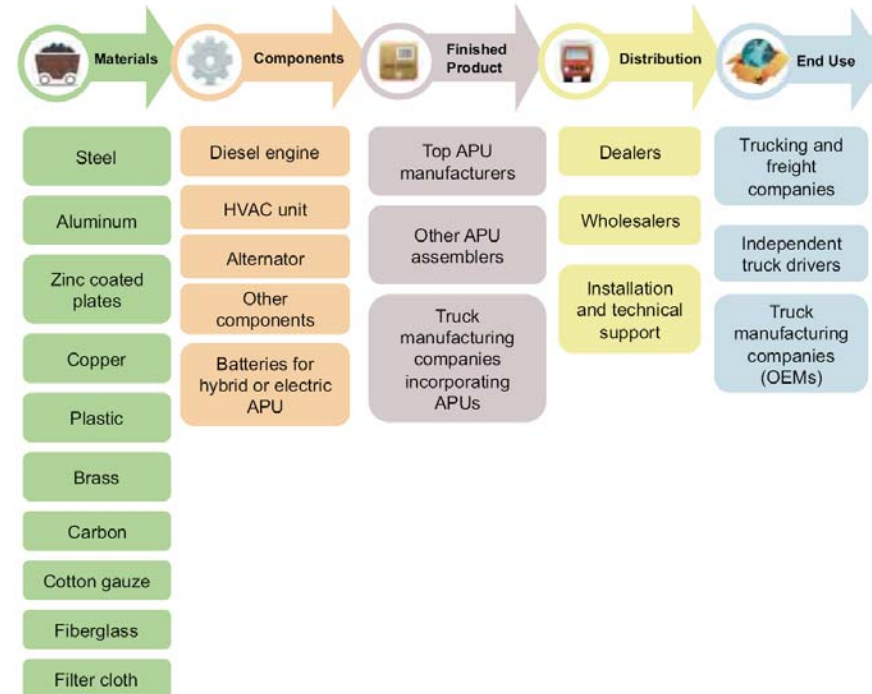 Materials
Components
Finished
Product
Distribution
End Use
Steel
Aluminum
Zinc coated
plates
Copper
Plastic
Brass
Carbon
Cotton gauze
Fiberglass
Filter cloth
Diesel engine
HVAC unit
Alternator
Other
components
Batteries for
hybrid or electric
APU
Top APU
manufacturers
Other APU
assemblers
Truck
manufacturing
companies
incorporating
APUs
Dealers
Wholesalers
Installation
and technical
support
Trucking and
freight
companies
Independent
truck drivers
Truck
manufacturing
companies
(OEMs)